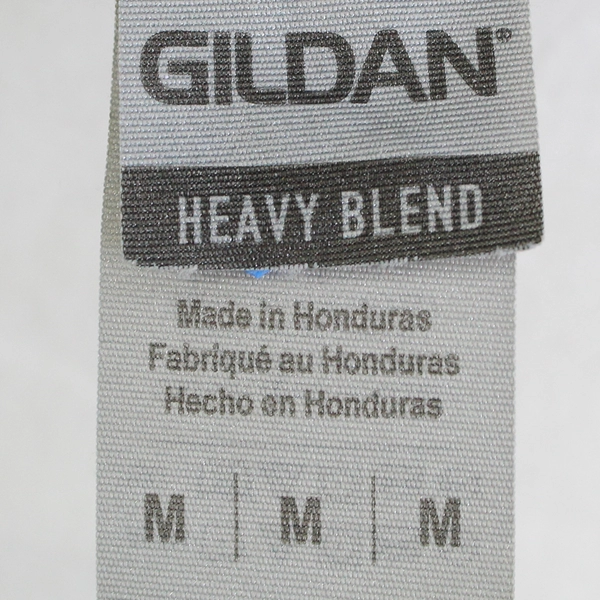 GILDAN®
HEAVY BLEND
Made in Honduras
Fabriqué au Honduras
Hecho en Honduras
M | M | M